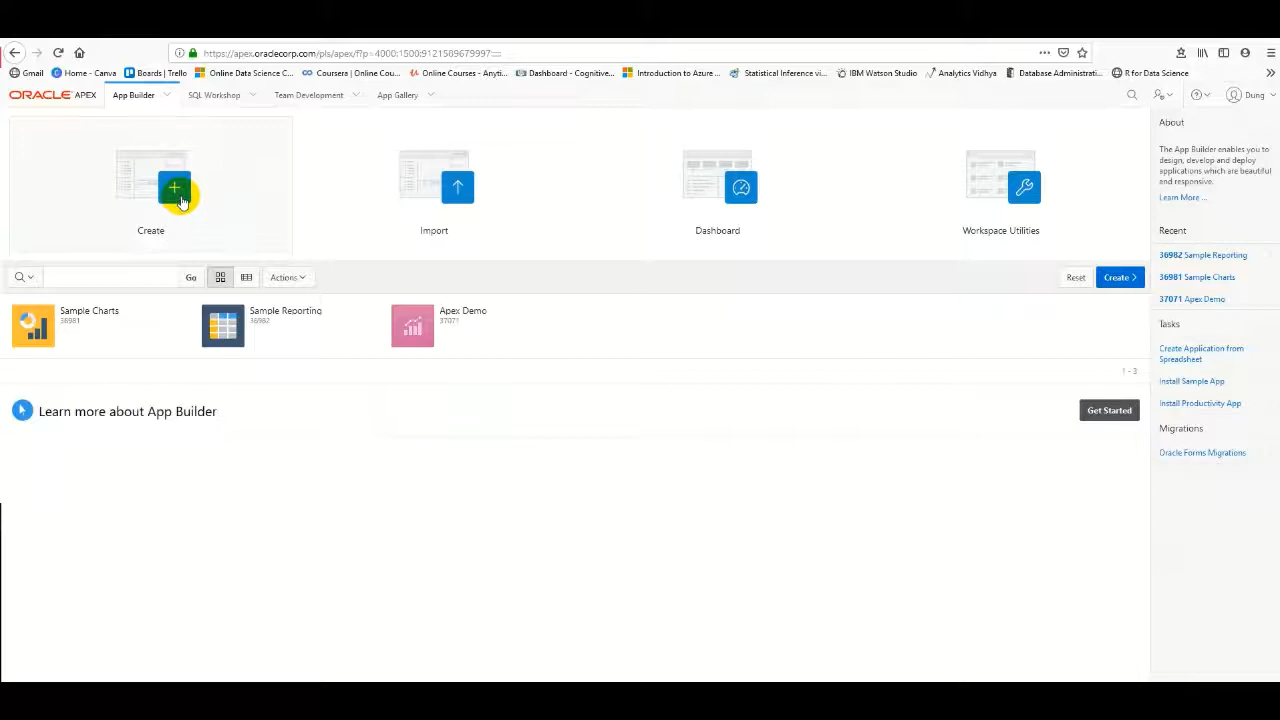 https://apex.oraclecorp.com/pls/apex/f?p=4000:1500:9121589679997:::::
Gmail Home - Canva Boards | Trello Online Data Science C... Coursera | Online Cou... Online Courses - Anyti... Dashboard - Cognitive... Introduction to Azure ... Statistical Inference v... IBM Watson Studio Analytics Vidhya Database Administrati... R for Data Science
ORACLE APEX App Builder SQL Workshop Team Development App Gallery Dung
Create
Import
Dashboard
Workspace Utilities
Go
Actions
Reset
Create
Sample Charts
36981
Sample Reporting
36982
Apex Demo
37071
1 - 3
Learn more about App Builder
Get Started
About
The App Builder enables you to
design, develop and deploy
applications which are beautiful
and responsive.
Learn More ...
Recent
36982 Sample Reporting
36981 Sample Charts
37071 Apex Demo
Tasks
Create Application from
Spreadsheet
Install Sample App
Install Productivity App
Migrations
Oracle Forms Migrations